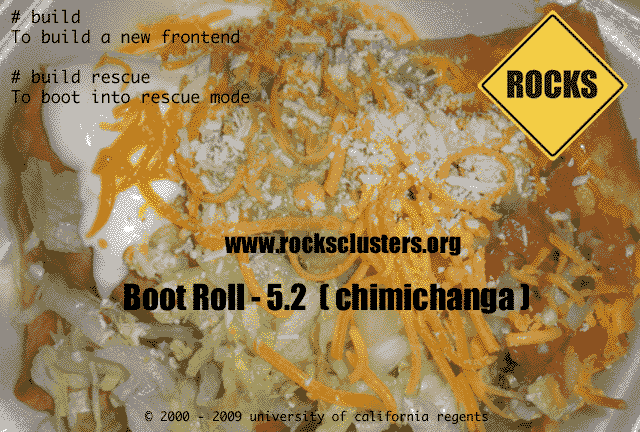 # build
To build a new frontend
# build rescue
To boot into rescue mode
ROCKS
www.rocksclusters.org
Boot Roll - 5.2 ( chimichanga )
© 2000 - 2009 university of california regents